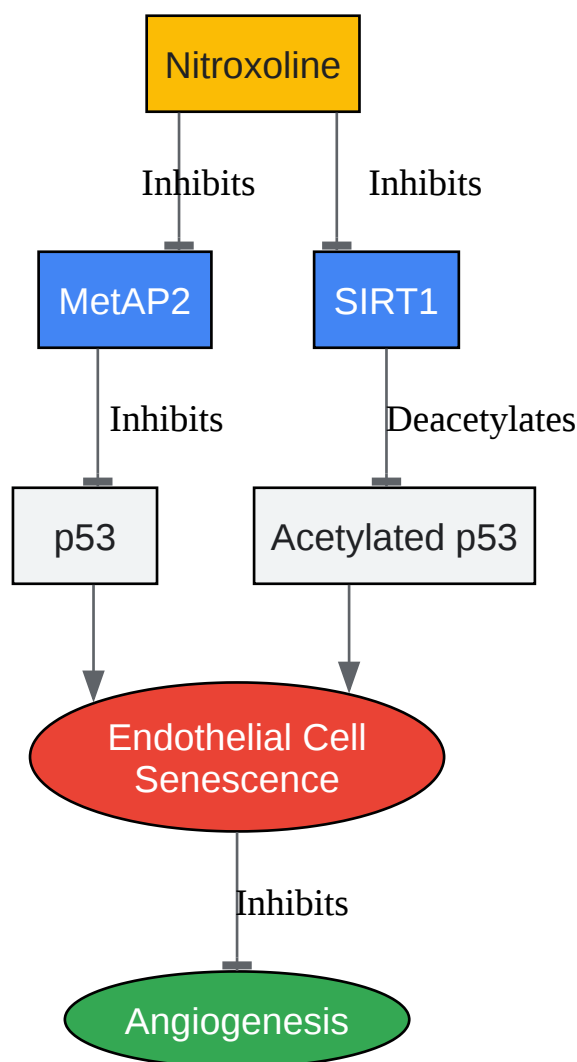 Nitroxoline
Inhibits
Inhibits
MetAP2
SIRT1
Inhibits
Deacetylates
p53
Acetylated p53
Endothelial Cell
Senescence
Inhibits
Angiogenesis